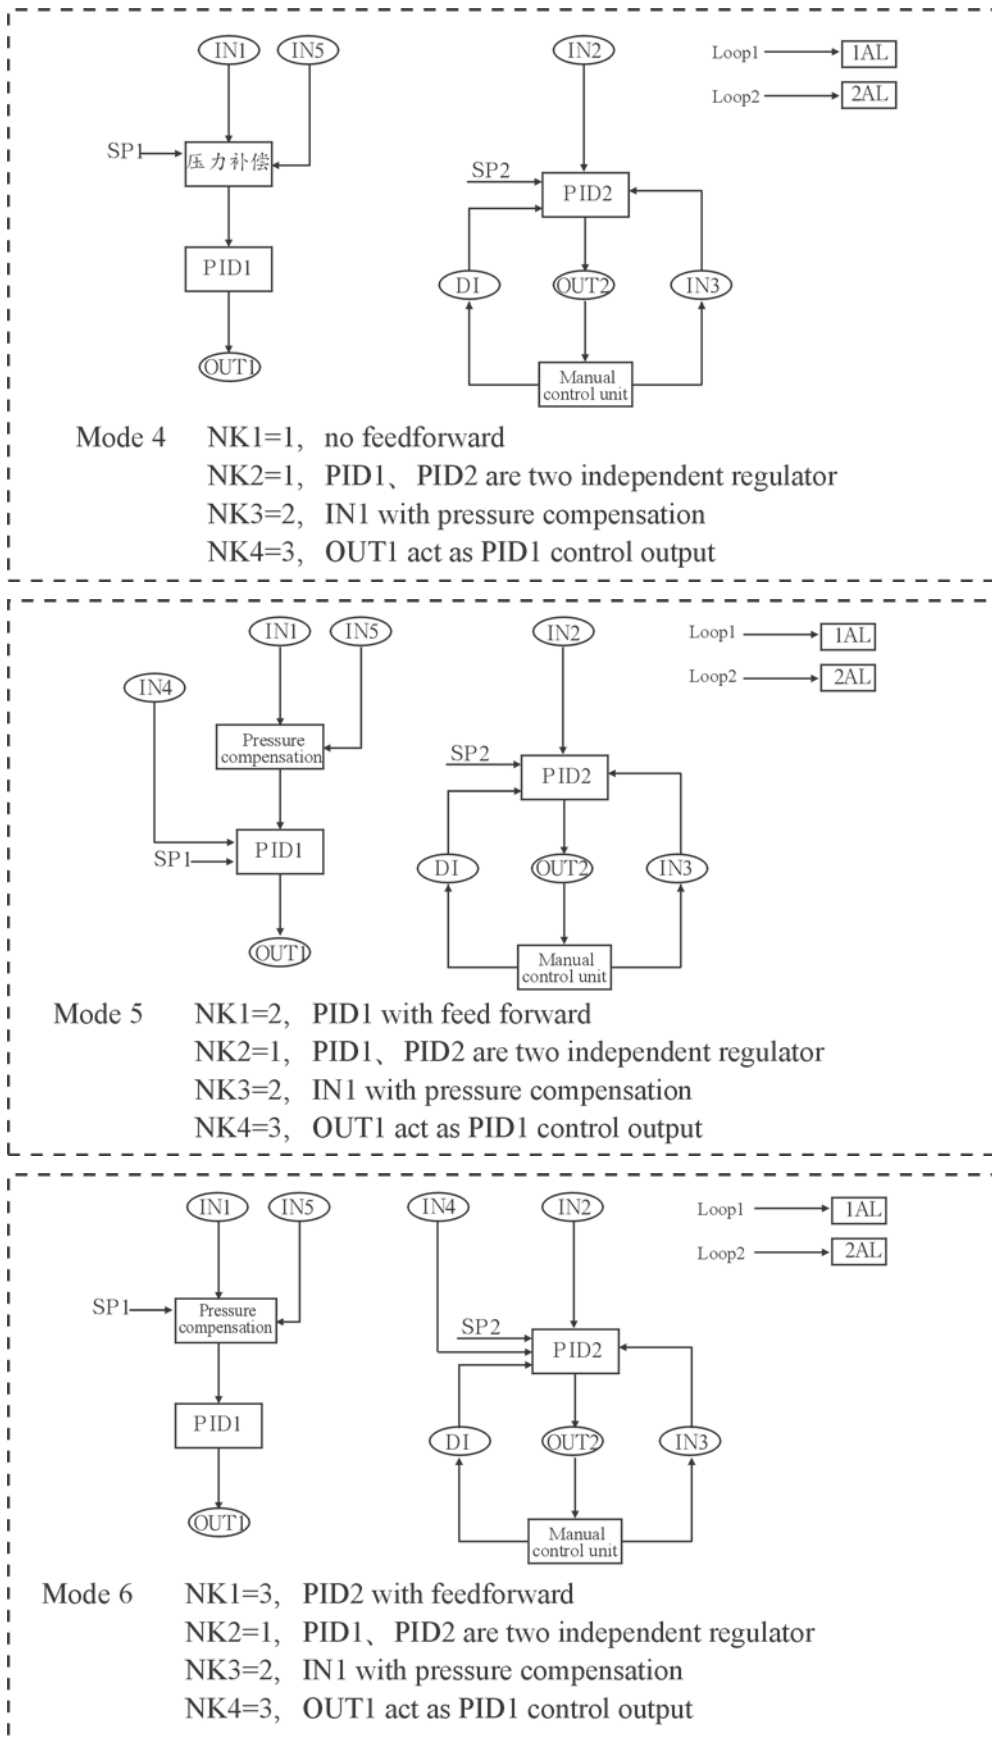 IN1 IN5 IN2 Loop1 1AL
Loop2 2AL
SP1 压力补偿 SP2 PID2
PID1 DI OUT2 IN3
OUT1 Manual
control unit
Mode 4 NK1=1, no feedforward
NK2=1, PID1、PID2 are two independent regulator
NK3=2, IN1 with pressure compensation
NK4=3, OUT1 act as PID1 control output
IN1 IN5 IN2 Loop1 1AL
IN4 Loop2 2AL
Pressure
compensation SP2 PID2
SP1 PID1 DI OUT2 IN3
OUT1 Manual
control unit
Mode 5 NK1=2, PID1 with feed forward
NK2=1, PID1、PID2 are two independent regulator
NK3=2, IN1 with pressure compensation
NK4=3, OUT1 act as PID1 control output
IN1 IN5 IN4 IN2 Loop1 1AL
Loop2 2AL
SP1 Pressure
compensation SP2 PID2
PID1 DI OUT2 IN3
OUT1 Manual
control unit
Mode 6 NK1=3, PID2 with feedforward
NK2=1, PID1、PID2 are two independent regulator
NK3=2, IN1 with pressure compensation
NK4=3, OUT1 act as PID1 control output